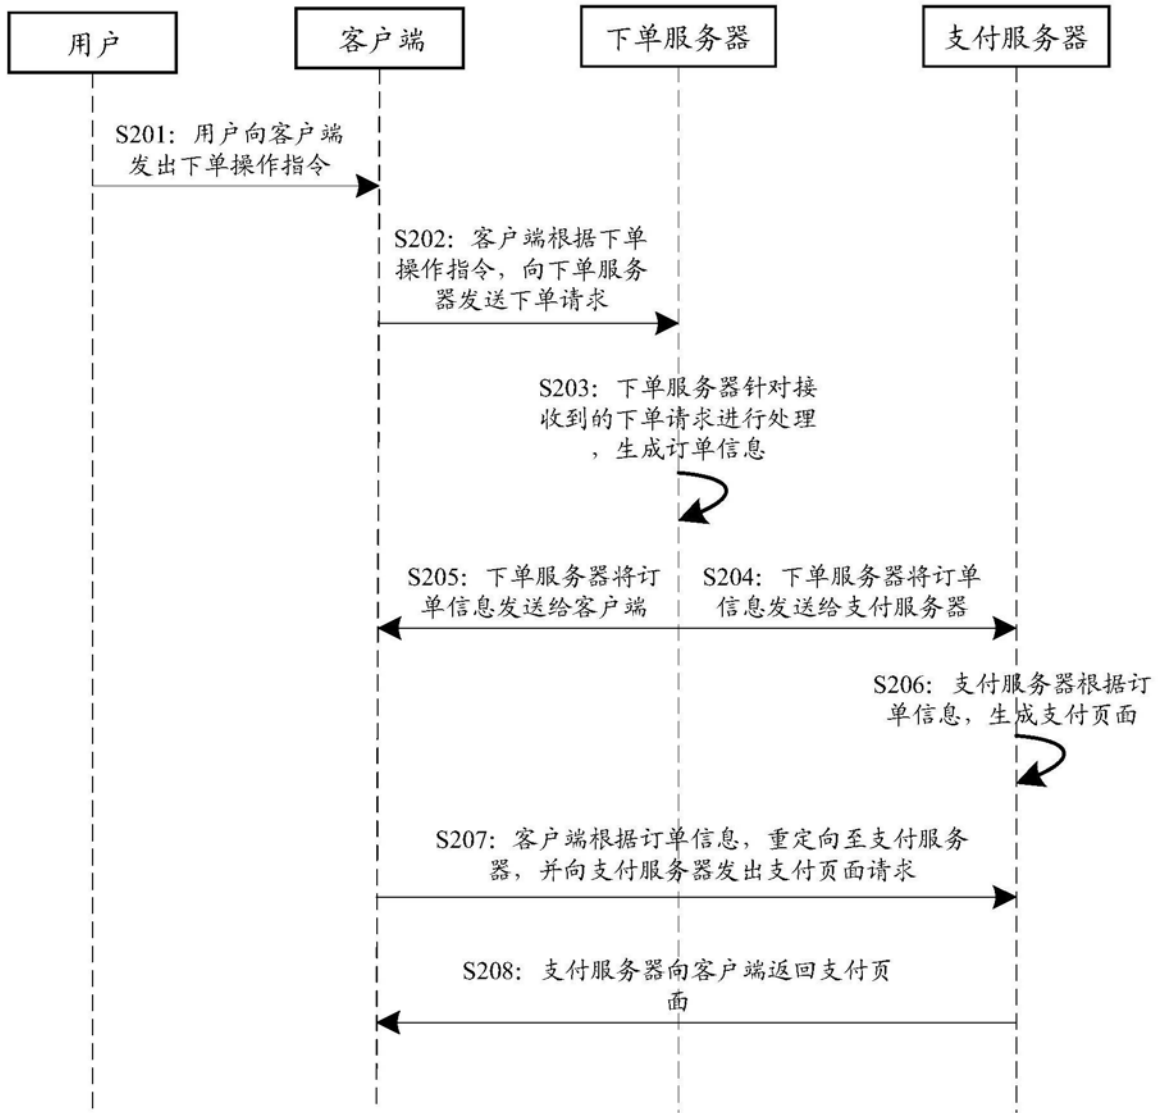 用户
客户端
下单服务器
支付服务器
S201：用户向客户端
发出下单操作指令
S202：客户端根据下单
操作指令，向下单服务
器发送下单请求
S203：下单服务器针对接
收到的下单请求进行处理
，生成订单信息
S205：下单服务器将订
单信息发送给客户端
S204：下单服务器将订单
信息发送给支付服务器
S206：支付服务器根据订
单信息，生成支付页面
S207：客户端根据订单信息，重定向至支付服务
器，并向支付服务器发出支付页面请求
S208：支付服务器向客户端返回支付页
面